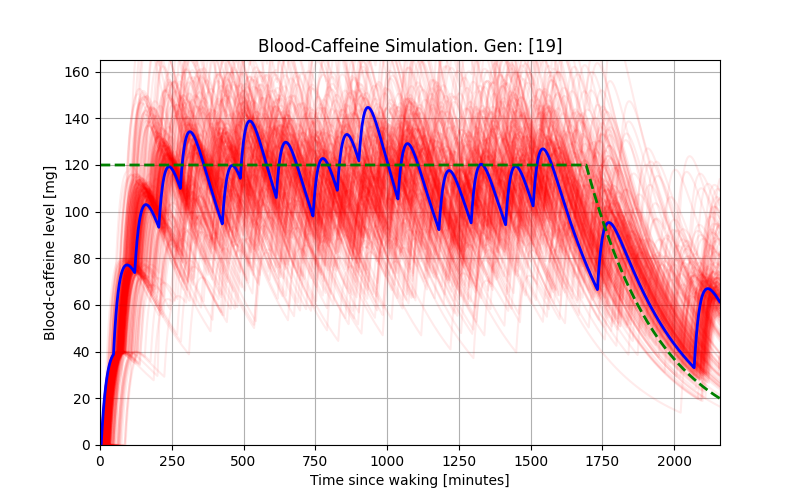 Blood-Caffeine Simulation. Gen: [19]
Blood-caffeine level [mg]
160
140
120
100
80
60
40
20
0
0 250 500 750 1000 1250 1500 1750 2000
Time since waking [minutes]